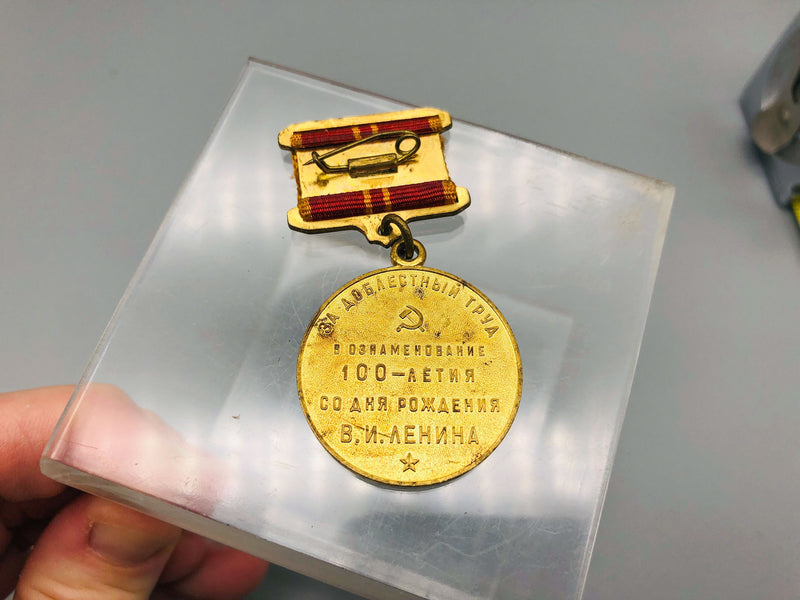 ЗА ДОБЛЕСТНЫЙ ТРУД
В ОЗНАМЕНОВАНИЕ
100-ЛЕТИЯ
СО ДНЯ РОЖДЕНИЯ
В.И.ЛЕНИНА